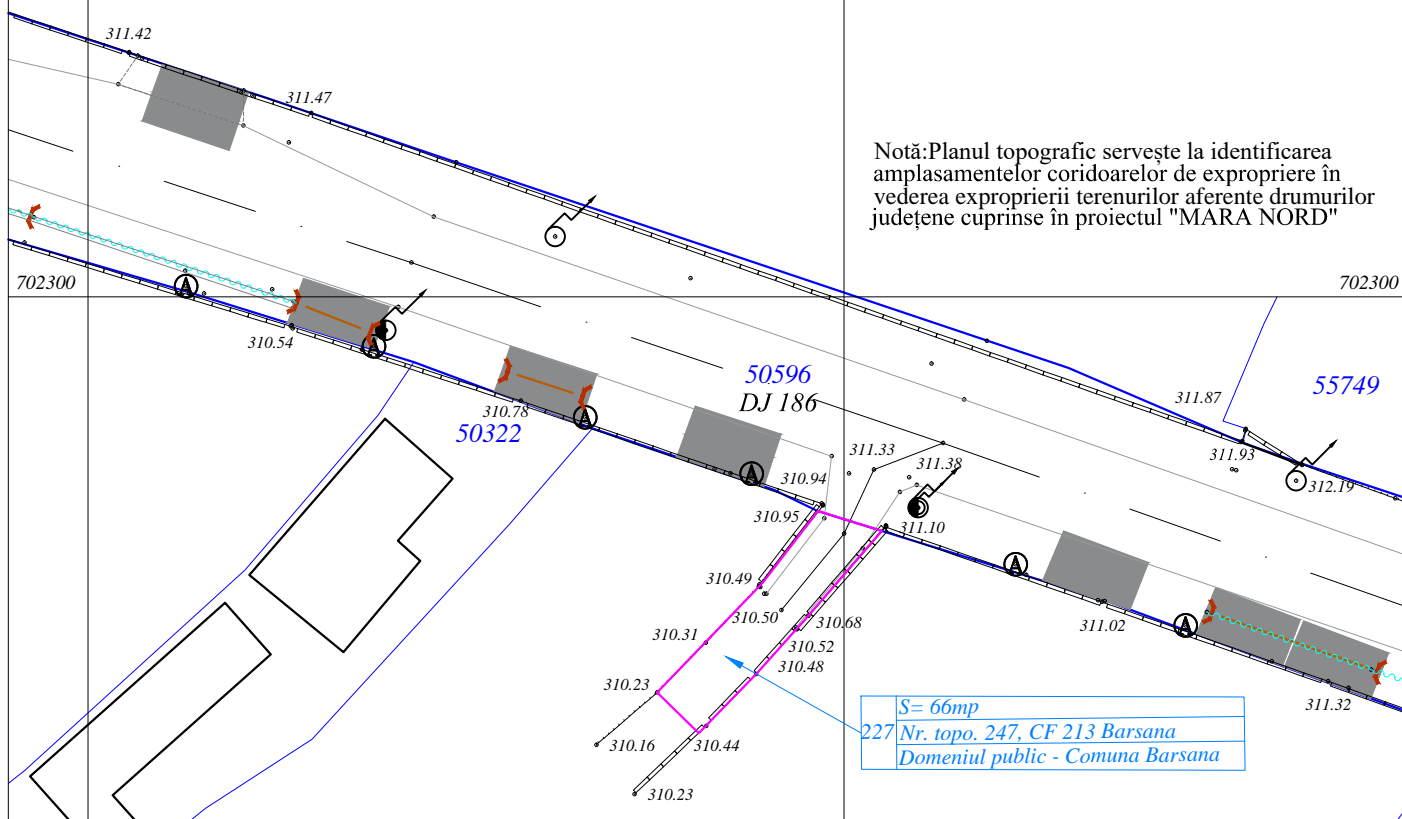 311.42
311.47
Notă:Planul topografic servește la identificarea
amplasamentelor coridoarelor de expropriere în
vederea exproprierii terenurilor aferente drumurilor
județene cuprinse în proiectul "MARA NORD"
702300
702300
A
310.54
A
50596
55749
DJ 186
311.87
310.78
A
50322
311.33
311.93
311.38
A
310.94
312.19
310.95
311.10
A
310.49
310.50
310.68
311.02
A
310.31
310.52
310.48
310.23
311.32
S= 66mp
227
Nr. topo. 247, CF 213 Barsana
310.16
310.44
Domeniul public - Comuna Barsana
310.23